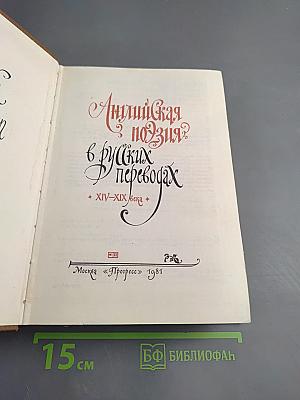 Английская
поэзия
в русских
переводах
XIV–XIX века
Москва «Прогресс» 1981
15 см
БФ БИБЛИОФАН